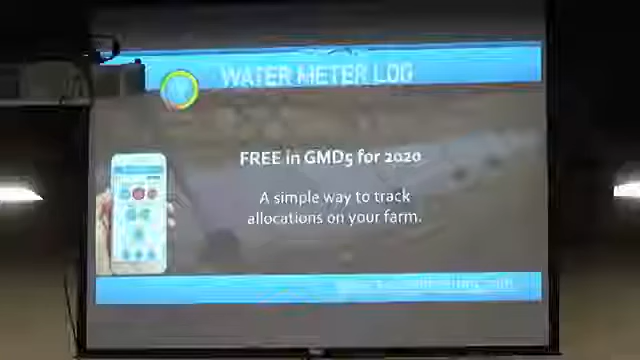 WATER METER LOG
FREE in GMD5 for 2020
A simple way to track
allocations on your farm.